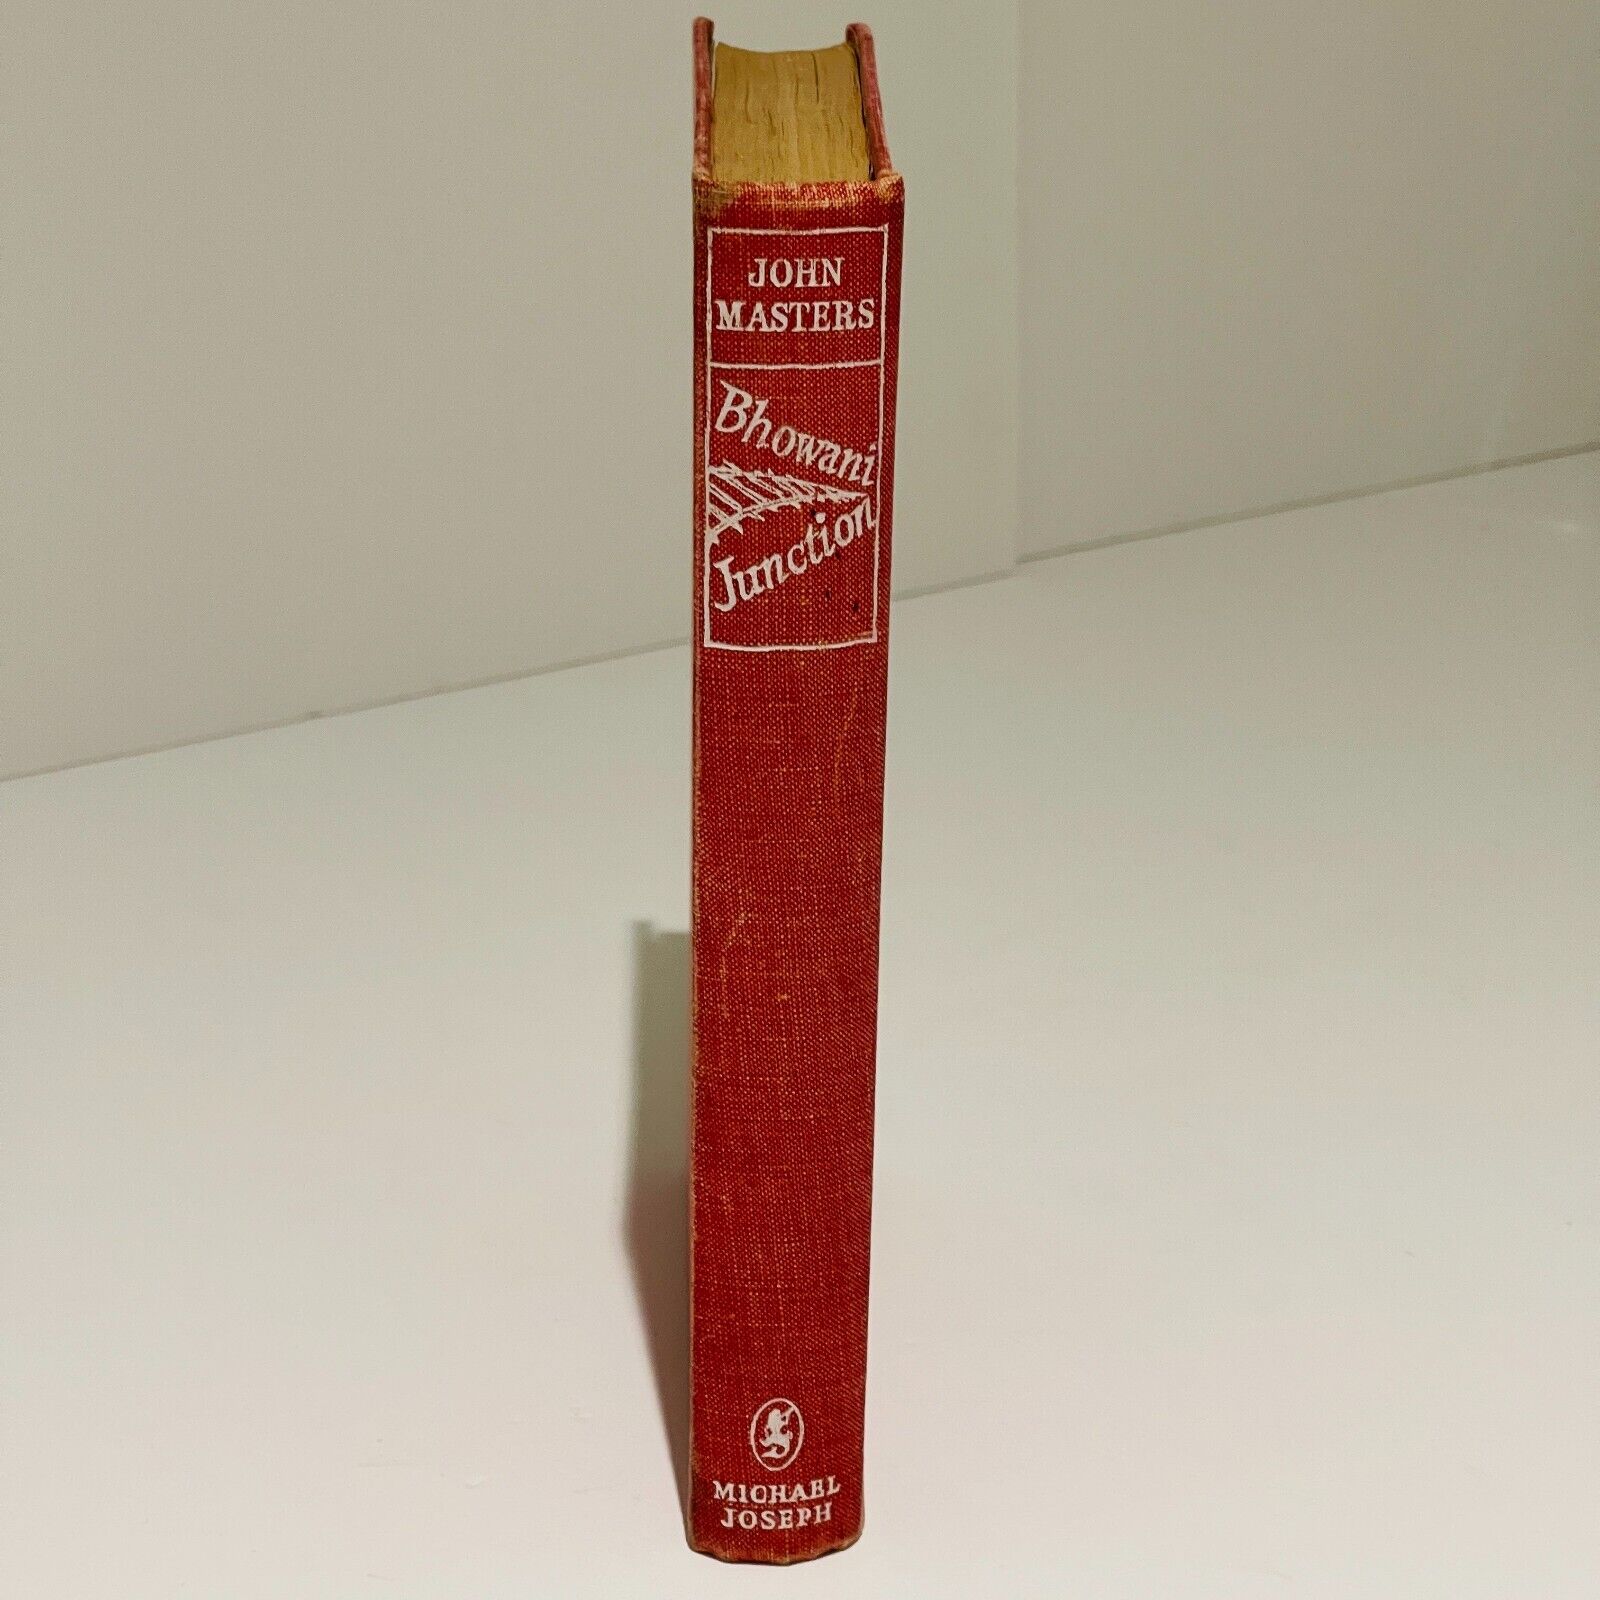 JOHN
MASTERS
Bhowani
Junction
MICHAEL
JOSEPH